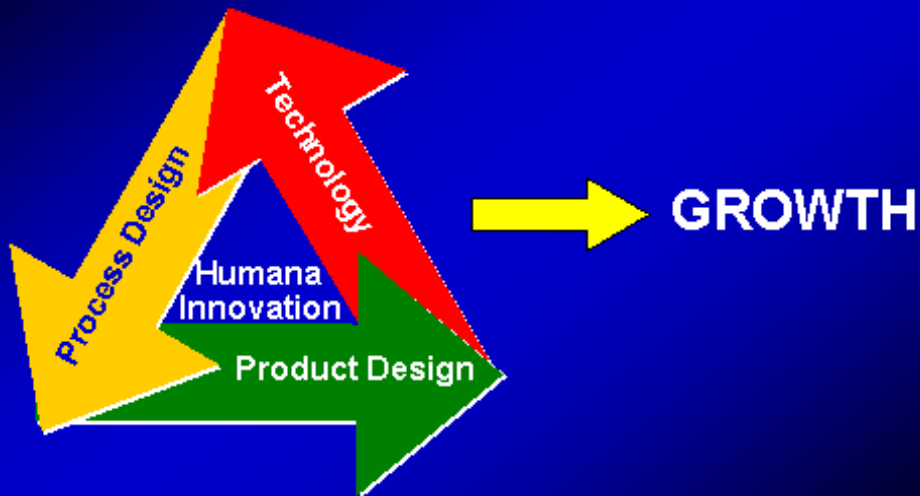 Technology
Process Design
Humana
Innovation
Product Design
GROWTH